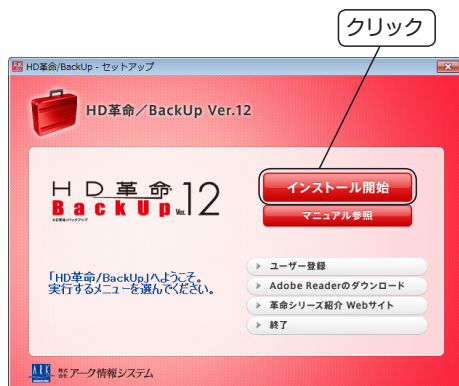 クリック
HD革命/BackUp - セットアップ
HD革命/BackUp Ver.12
HD革命
BackUp Ver.12
インストール開始
マニュアル参照
「HD革命/BackUp」へようこそ。
実行するメニューを選んでください。
ユーザー登録
Adobe Readerのダウンロード
革命シリーズ紹介 Webサイト
終了
ARK 株式会社 アーク情報システム